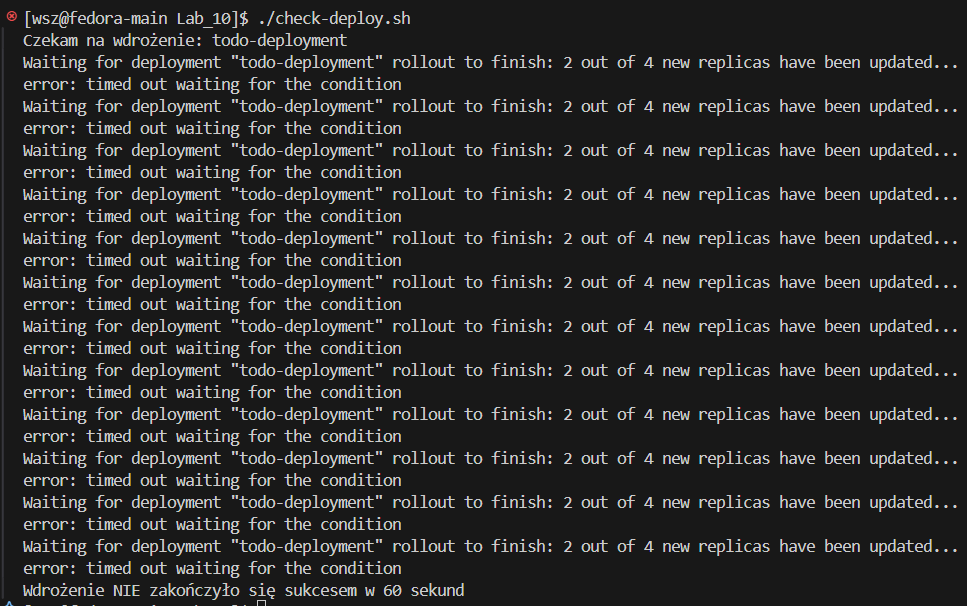 [wsz@fedora-main Lab_10]$ ./check-deploy.sh
Czekam na wdrożenie: todo-deployment
Waiting for deployment "todo-deployment" rollout to finish: 2 out of 4 new replicas have been updated...
error: timed out waiting for the condition
Waiting for deployment "todo-deployment" rollout to finish: 2 out of 4 new replicas have been updated...
error: timed out waiting for the condition
Waiting for deployment "todo-deployment" rollout to finish: 2 out of 4 new replicas have been updated...
error: timed out waiting for the condition
Waiting for deployment "todo-deployment" rollout to finish: 2 out of 4 new replicas have been updated...
error: timed out waiting for the condition
Waiting for deployment "todo-deployment" rollout to finish: 2 out of 4 new replicas have been updated...
error: timed out waiting for the condition
Waiting for deployment "todo-deployment" rollout to finish: 2 out of 4 new replicas have been updated...
error: timed out waiting for the condition
Waiting for deployment "todo-deployment" rollout to finish: 2 out of 4 new replicas have been updated...
error: timed out waiting for the condition
Waiting for deployment "todo-deployment" rollout to finish: 2 out of 4 new replicas have been updated...
error: timed out waiting for the condition
Waiting for deployment "todo-deployment" rollout to finish: 2 out of 4 new replicas have been updated...
error: timed out waiting for the condition
Waiting for deployment "todo-deployment" rollout to finish: 2 out of 4 new replicas have been updated...
error: timed out waiting for the condition
Waiting for deployment "todo-deployment" rollout to finish: 2 out of 4 new replicas have been updated...
error: timed out waiting for the condition
Waiting for deployment "todo-deployment" rollout to finish: 2 out of 4 new replicas have been updated...
error: timed out waiting for the condition
Wdrożenie NIE zakończyło się sukcesem w 60 sekund